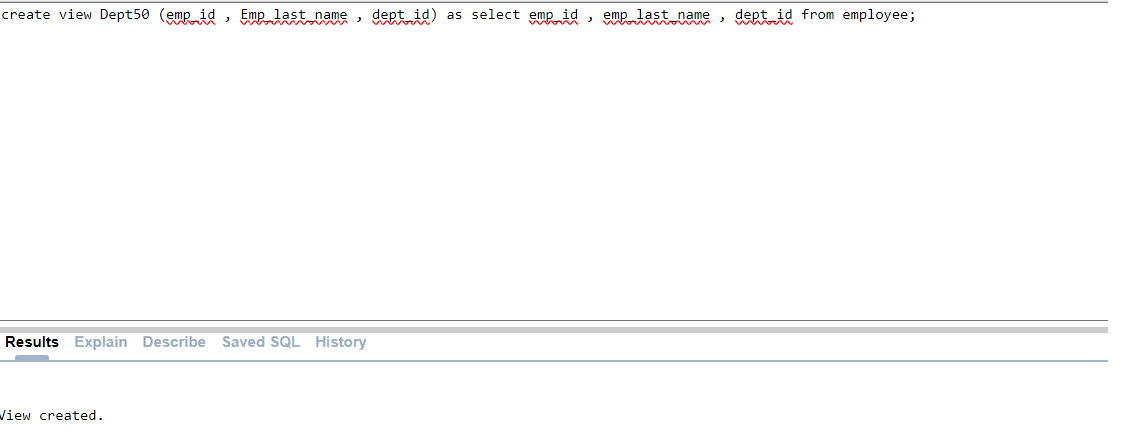 create view Dept50 (emp_id , Emp_last_name , dept_id) as select emp_id , emp_last_name , dept_id from employee;
Results Explain Describe Saved SQL History
View created.